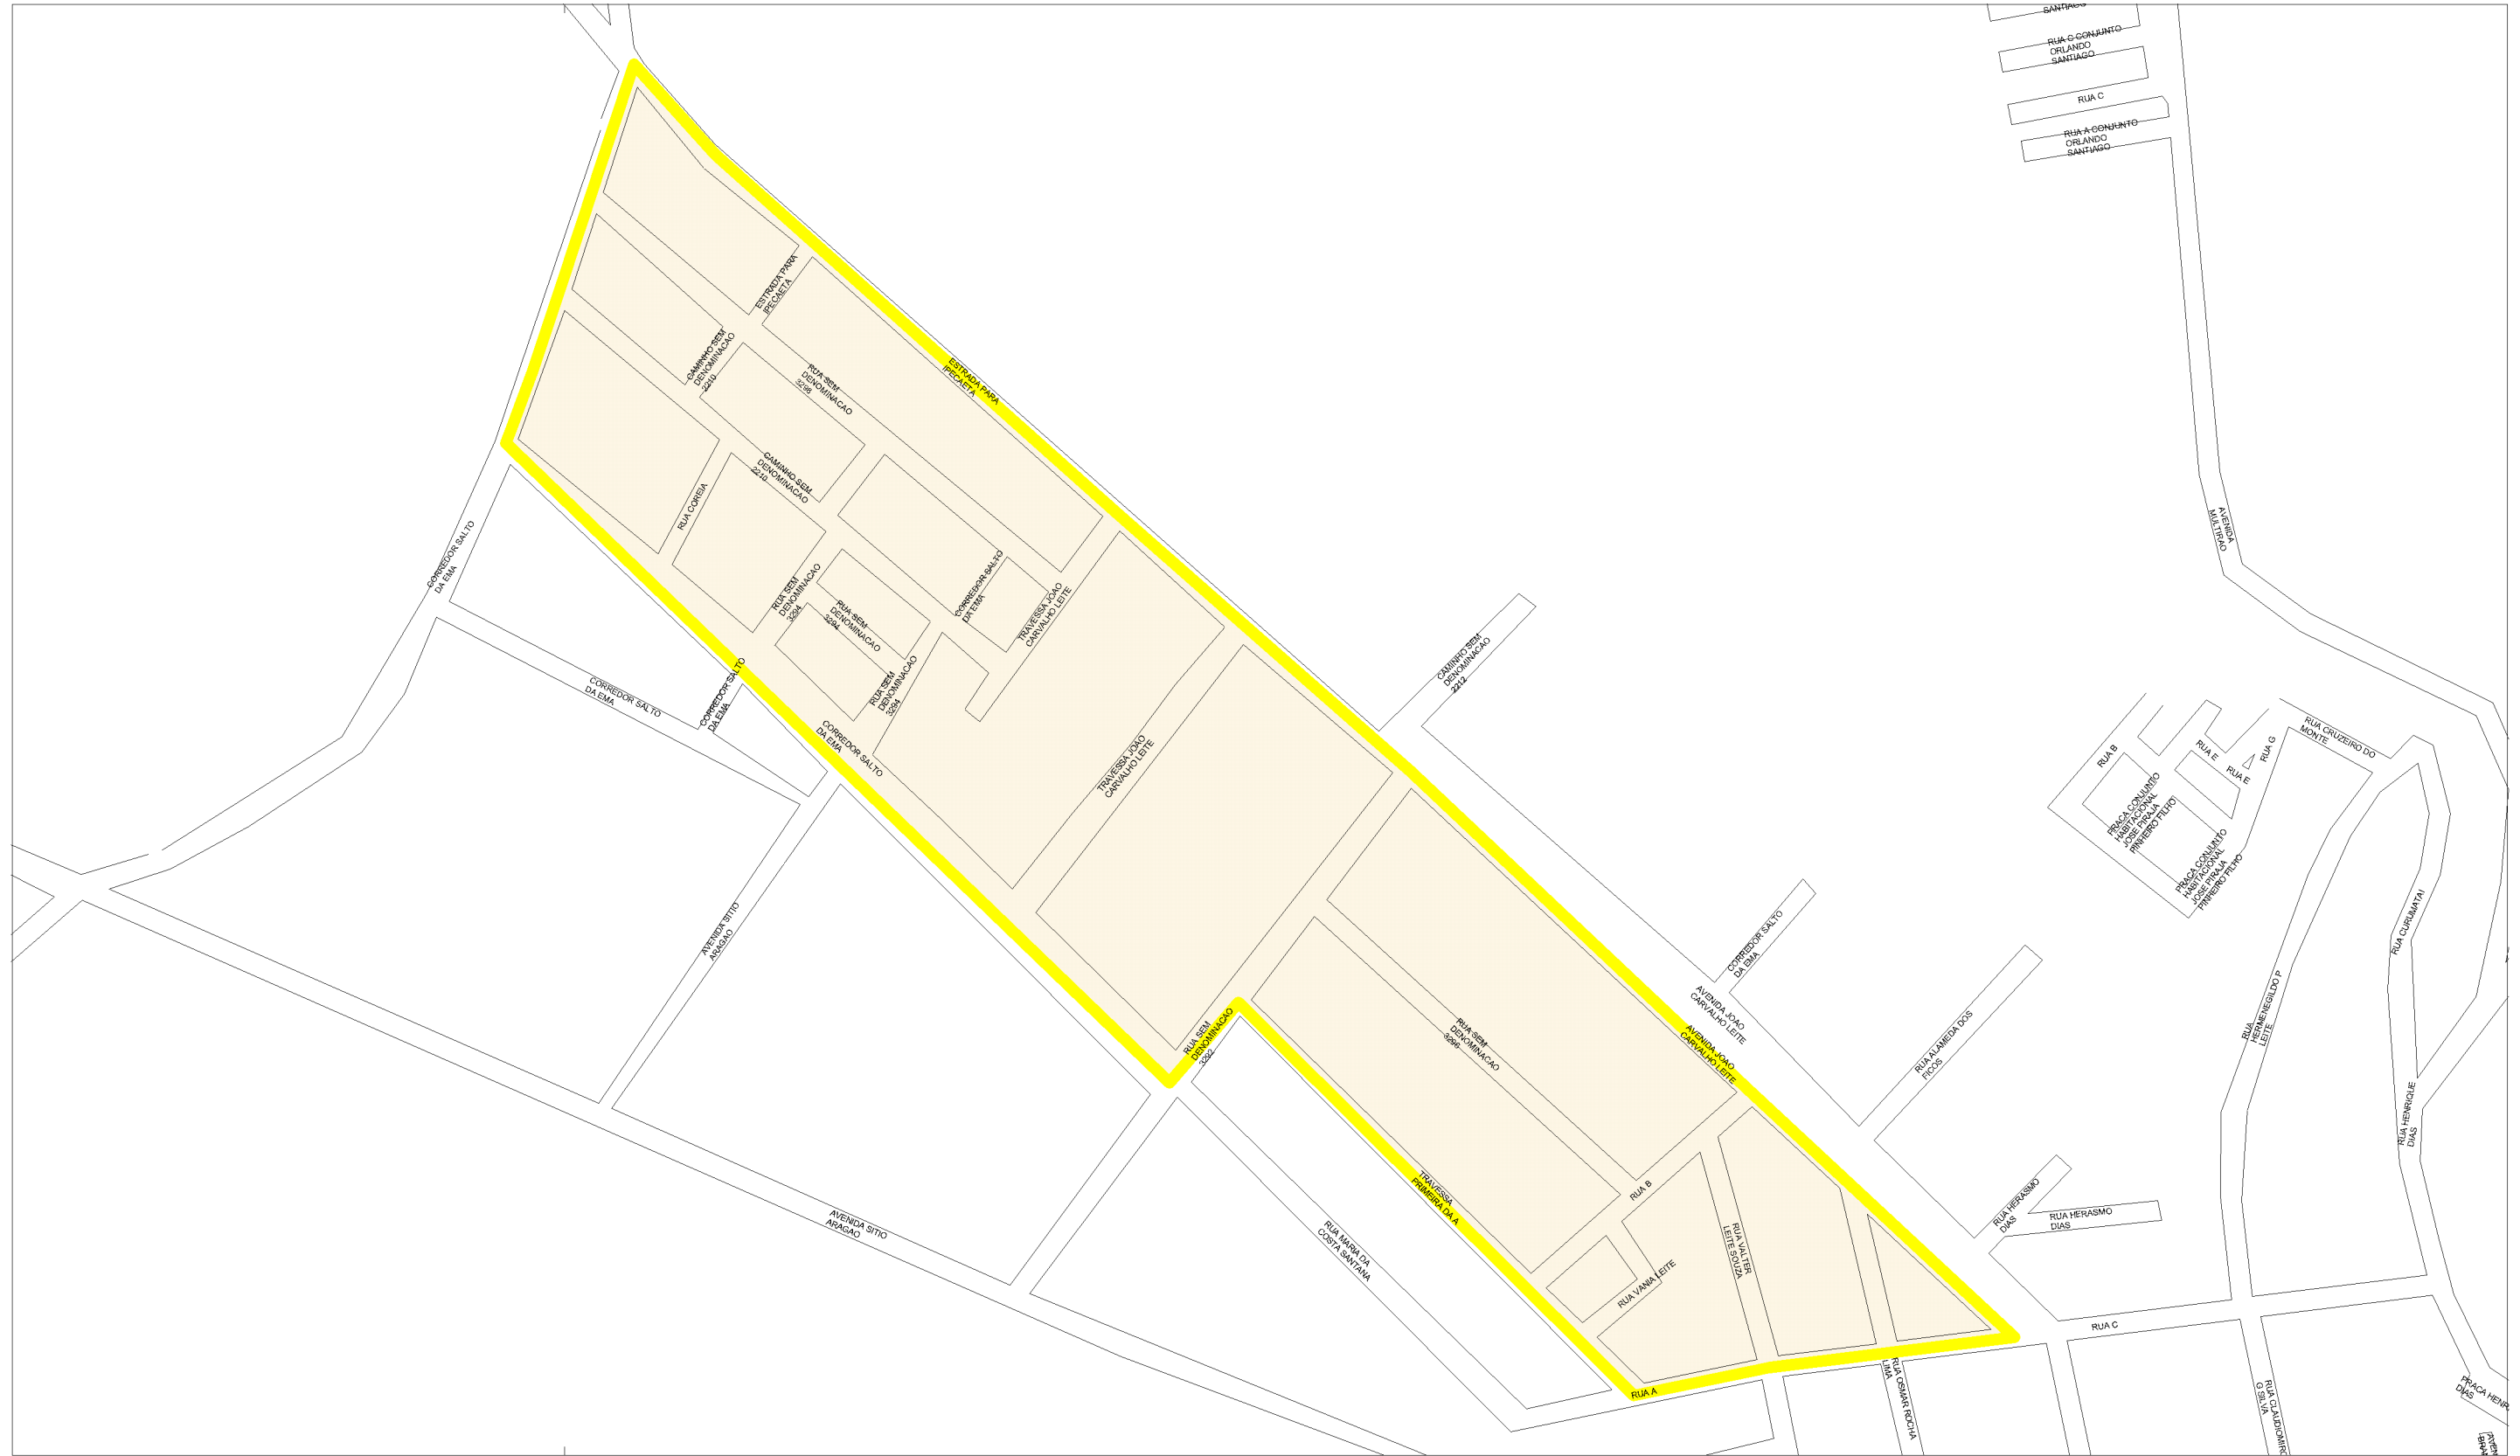 SANTIAGO
RUA C CONJUNTO
ORLANDO
SANTIAGO
RUA C
RUA A CONJUNTO
ORLANDO
SANTIAGO
ESTRADA PARA
IPECAETA
CAMINHO SEM
DENOMINACAO
2210
RUA SEM
DENOMINACAO
3298
ESTRADA PARA
IPECAETA
CAMINHO SEM
DENOMINACAO
2210
RUA COREIA
CORREDOR SALTO
DA EMA
AVENIDA
MULTIRAO
RUA SEM
DENOMINACAO
3294
RUA SEM
DENOMINACAO
3294
CORREDOR SALTO
DA EMA
TRAVESSA JOAO
CARVALHO LEITE
CAMINHO SEM
DENOMINACAO
2212
CORREDOR SALTO
DA EMA
CORREDOR SALTO
DA EMA
RUA SEM
DENOMINACAO
3294
CORREDOR SALTO
DA EMA
TRAVESSA JOAO
CARVALHO LEITE
RUA CRUZEIRO DO
MONTE
RUA B
RUA E
RUA G
RUA E
PRACA CONJUNTO
HABITACIONAL
JOSE PIRAJA
PINHEIRO FILHO
PRACA CONJUNTO
HABITACIONAL
JOSE PIRAJA
PINHEIRO FILHO
AVENIDA SITIO
ARAGAO
CORREDOR SALTO
DA EMA
RUA CURUMATAI
AVENIDA JOAO
CARVALHO LEITE
RUA
HERMENEGILDO P
LEITE
RUA SEM
DENOMINACAO
3292
RUA SEM
DENOMINACAO
3296
AVENIDA JOAO
CARVALHO LEITE
RUA ALAMEDA DOS
FICOS
RUA HENRIQUE
DIAS
TRAVESSA
PRIMEIRA DA A
RUA B
RUA HERASMO
DIAS
RUA HERASMO
DIAS
AVENIDA SITIO
ARAGAO
RUA MARIA DA
COSTA SANTANA
RUA VALTER
LEITE SOUZA
RUA VANIA LEITE
RUA C
RUA A
RUA OSMAR ROCHA
LIMA
RUA CLAUDIOMIRO
G SILVA
PRACA HENR
DIAS